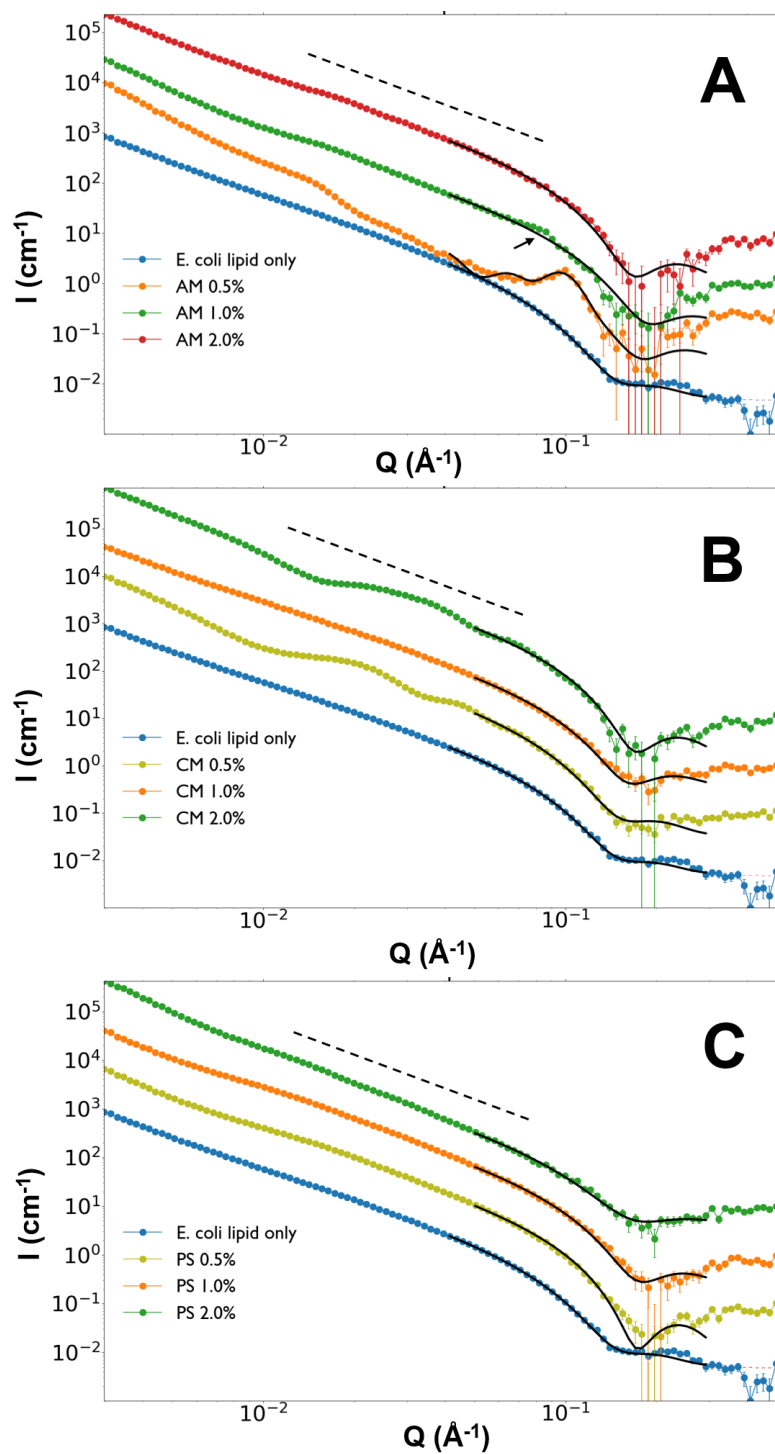 A
I (cm⁻¹)
10⁵
10⁴
10³
10²
10¹
10⁰
10⁻¹
10⁻²
E. coli lipid only
AM 0.5%
AM 1.0%
AM 2.0%
10⁻²
10⁻¹
Q (Å⁻¹)
B
I (cm⁻¹)
10⁵
10⁴
10³
10²
10¹
10⁰
10⁻¹
10⁻²
E. coli lipid only
CM 0.5%
CM 1.0%
CM 2.0%
10⁻²
10⁻¹
Q (Å⁻¹)
C
I (cm⁻¹)
10⁵
10⁴
10³
10²
10¹
10⁰
10⁻¹
10⁻²
E. coli lipid only
PS 0.5%
PS 1.0%
PS 2.0%
10⁻²
10⁻¹
Q (Å⁻¹)